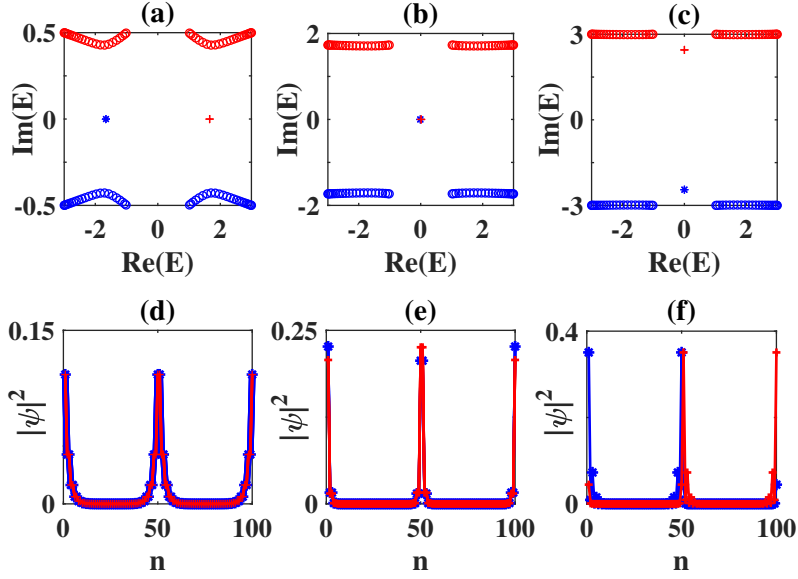 (a) (b) (c)
0.5 2 3
Im(E) Im(E) Im(E)
0 0 0
-0.5 -2 -3
-2 0 2 -2 0 2 -2 0 2
Re(E) Re(E) Re(E)
(d) (e) (f)
0.15 0.25 0.4
|ψ|² |ψ|² |ψ|²
0 0 0
0 50 100 0 50 100 0 50 100
n n n